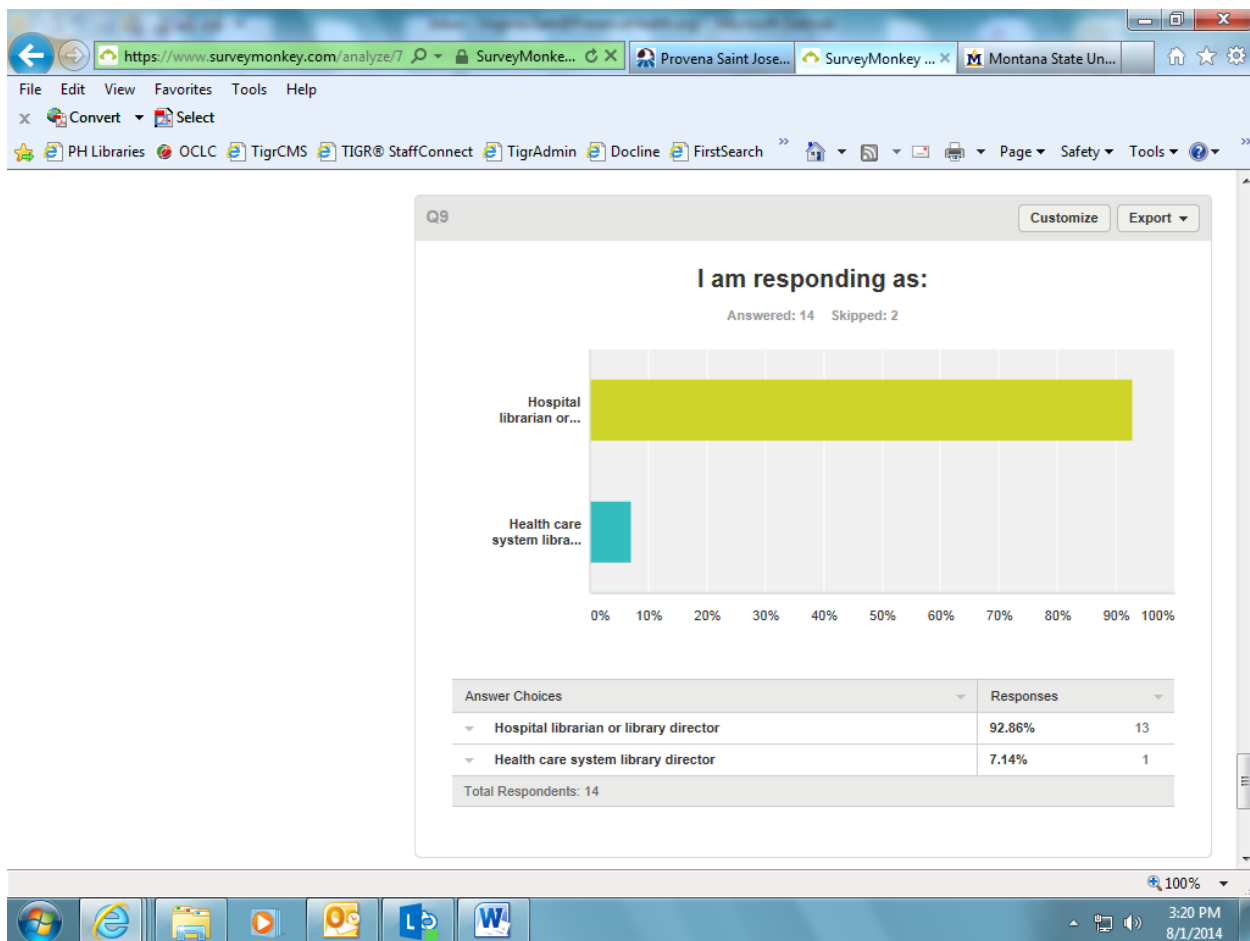 https://www.surveymonkey.com/analyze/7
SurveyMonke...
Provena Saint Jose...
SurveyMonkey ...
Montana State Un...
File Edit View Favorites Tools Help
x Convert Select
PH Libraries OCLC TigrCMS TIGR® StaffConnect TigrAdmin Docline FirstSearch » Page Safety Tools »
Q9 Customize Export
I am responding as:
Answered: 14 Skipped: 2
Hospital
librarian or...
Health care
system libra...
0% 10% 20% 30% 40% 50% 60% 70% 80% 90% 100%
Answer Choices Responses
Hospital librarian or library director 92.86% 13
Health care system library director 7.14% 1
Total Respondents: 14
100%
3:20 PM
8/1/2014